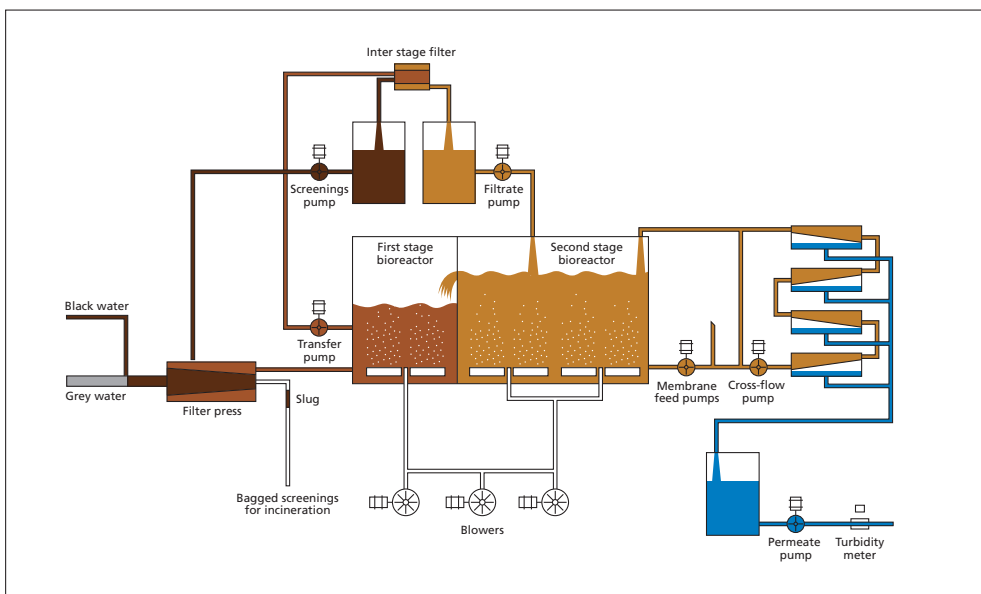 Inter stage filter
Screenings
pump
Filtrate
pump
First stage
bioreactor
Second stage
bioreactor
Black water
Transfer
pump
Grey water
Filter press
Slug
Membrane
feed pumps
Cross-flow
pump
Bagged screenings
for incineration
Blowers
Permeate
pump
Turbidity
meter